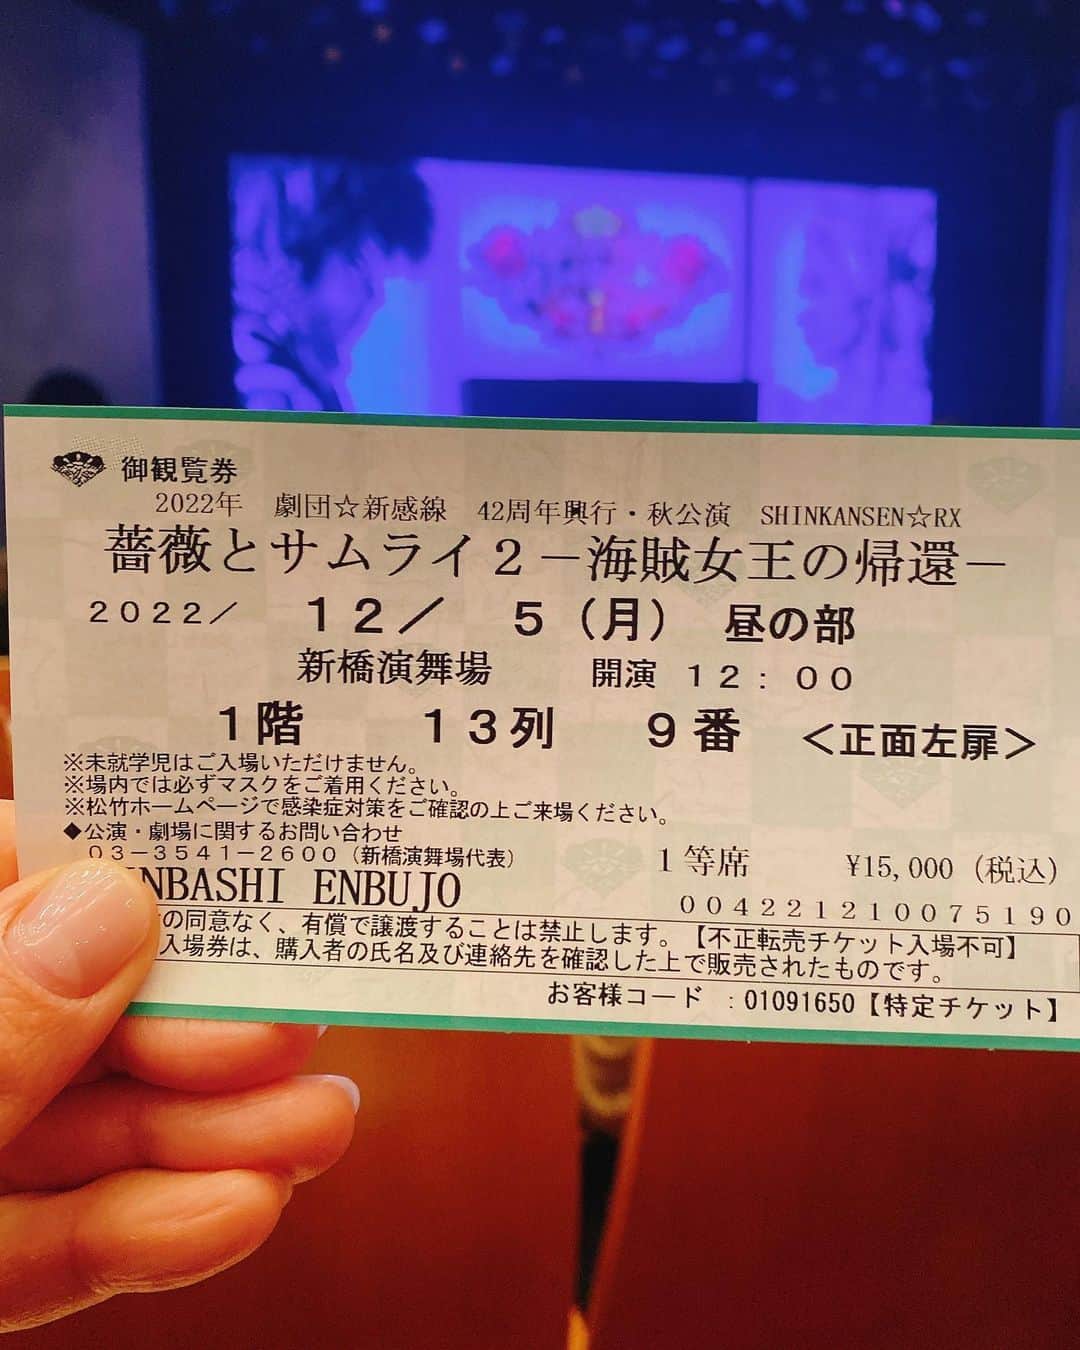 御観覧券
2022年 劇団☆新感線 42周年興行・秋公演 SHINKANSEN☆RX
薔薇とサムライ２－海賊女王の帰還－
２０２２／ １２／ ５（月） 昼の部
新橋演舞場 開演 １２：００
１階 １３列 ９番 ＜正面左扉＞
※未就学児はご入場いただけません。
※場内では必ずマスクをご着用ください。
※松竹ホームページで感染症対策をご確認の上ご来場ください。
◆公演・劇場に関するお問い合わせ
０３－３５４１－２６００（新橋演舞場代表）
１等席 ¥15,000（税込）
INBASHI ENBUJO
００４２２１２１００７５１９０
の同意なく、有償で譲渡することは禁止します。【不正転売チケット入場不可】
入場券は、購入者の氏名及び連絡先を確認した上で販売されたものです。
お客様コード ：01091650【特定チケット】